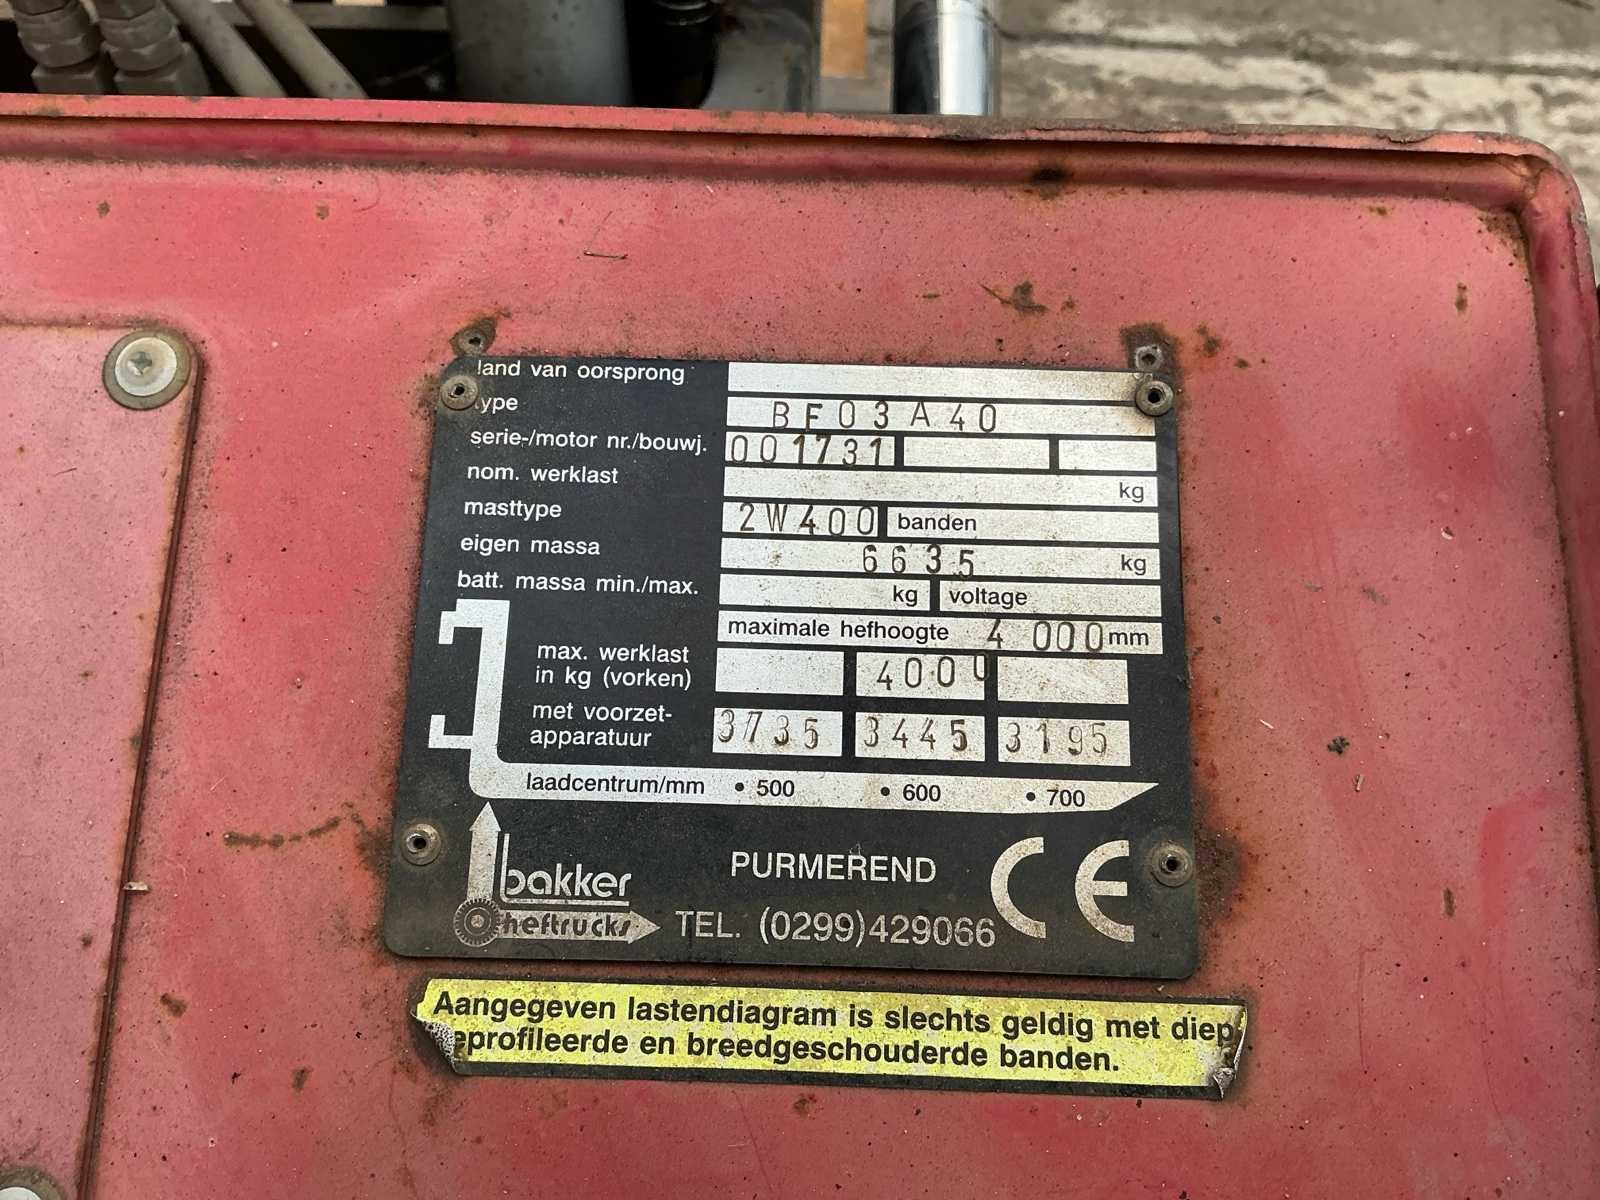 land van oorsprong
type BF03A40
serie-/motor nr./bouwj. 001731
nom. werklast kg
masttype 2W400 banden
eigen massa 6635 kg
batt. massa min./max. kg voltage
maximale hefhoogte 4 000 mm
max. werklast
in kg (vorken) 4000
met voorzet-
apparatuur 3735 3445 3195
laadcentrum/mm • 500 • 600 • 700
bakker
heftrucks
PURMEREND
TEL. (0299)429066
CE
Aangegeven lastendiagram is slechts geldig met diep
eprofileerde en breedgeschouderde banden.